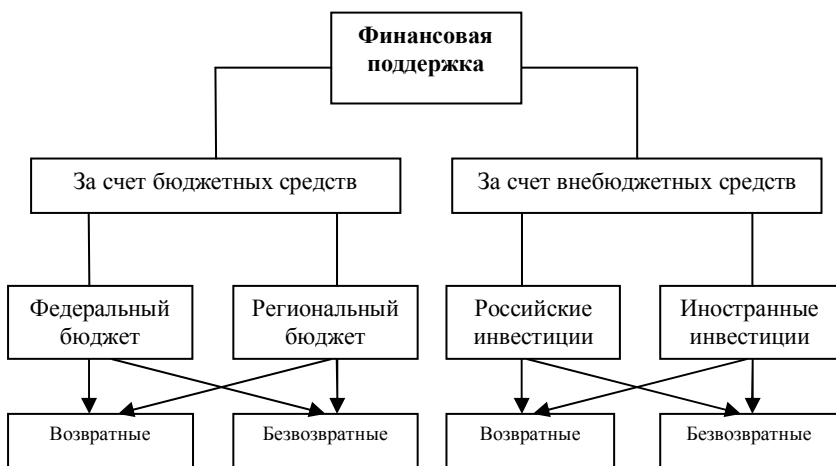 Финансовая
поддержка
За счет бюджетных средств
За счет внебюджетных средств
Федеральный
бюджет
Региональный
бюджет
Российские
инвестиции
Иностранные
инвестиции
Возвратные
Безвозвратные
Возвратные
Безвозвратные